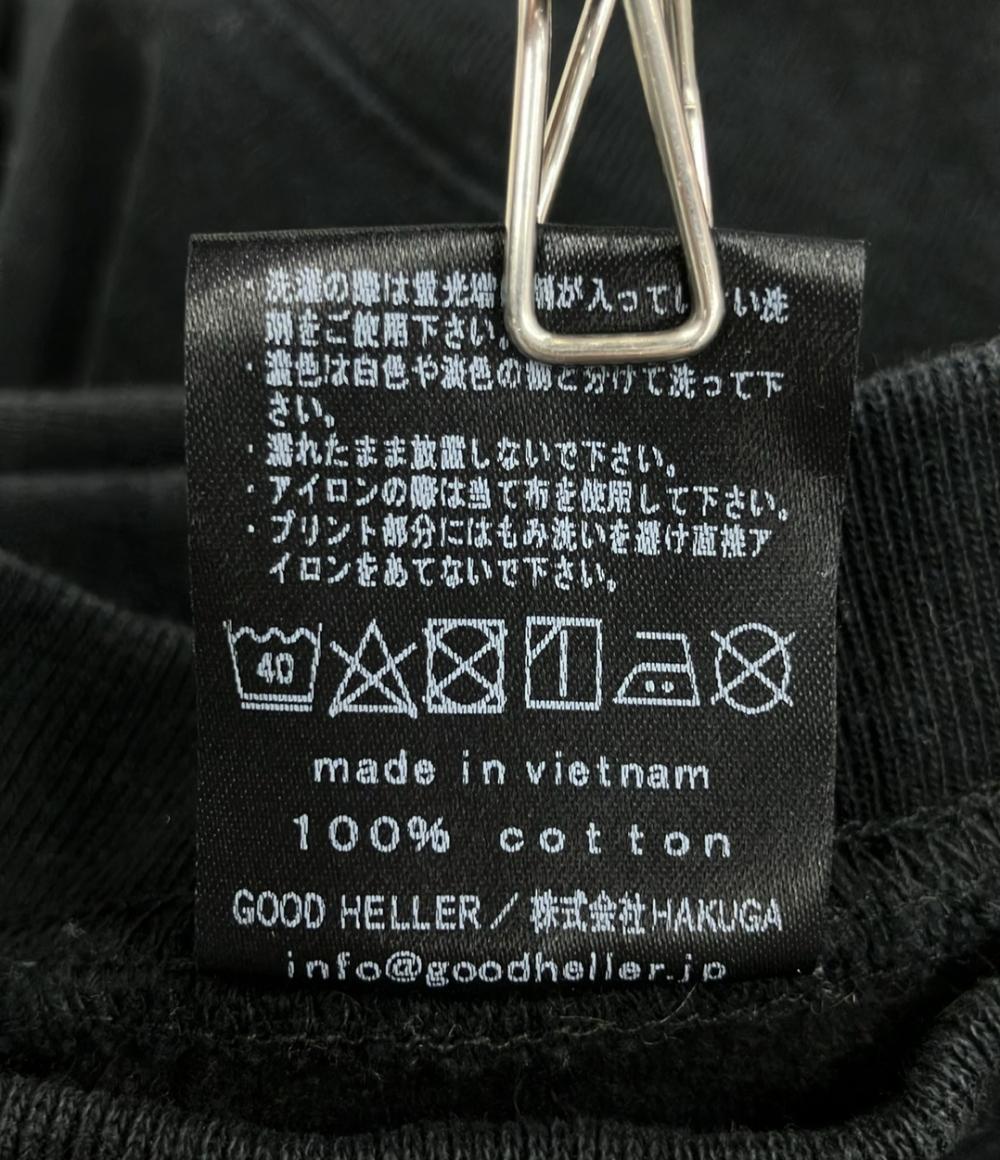 ・洗濯の際は蛍光増 剤が入って い洗
剤をご使用下さい。
・濃色は白色や淡色の物と分けて洗って下
さい。
・濡れたまま放置しないで下さい。
・アイロンの際は当て布を使用して下さい。
・プリント部分にはもみ洗いを避け直接ア
イロンをあてないで下さい。
40
made in vietnam
100% cotton
GOOD HELLER/株式会社HAKUGA
info@goodheller.jp